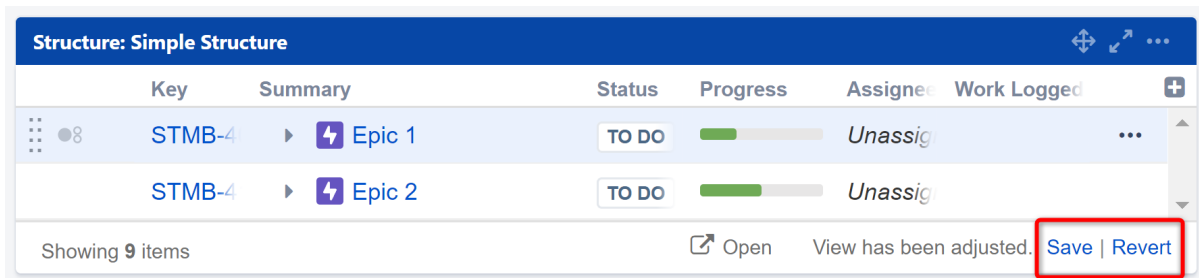 Structure: Simple Structure
Key Summary Status Progress Assignee Work Logged
STMB-4 Epic 1 TO DO Unassig
STMB-4 Epic 2 TO DO Unassig
Showing 9 items Open View has been adjusted. Save | Revert